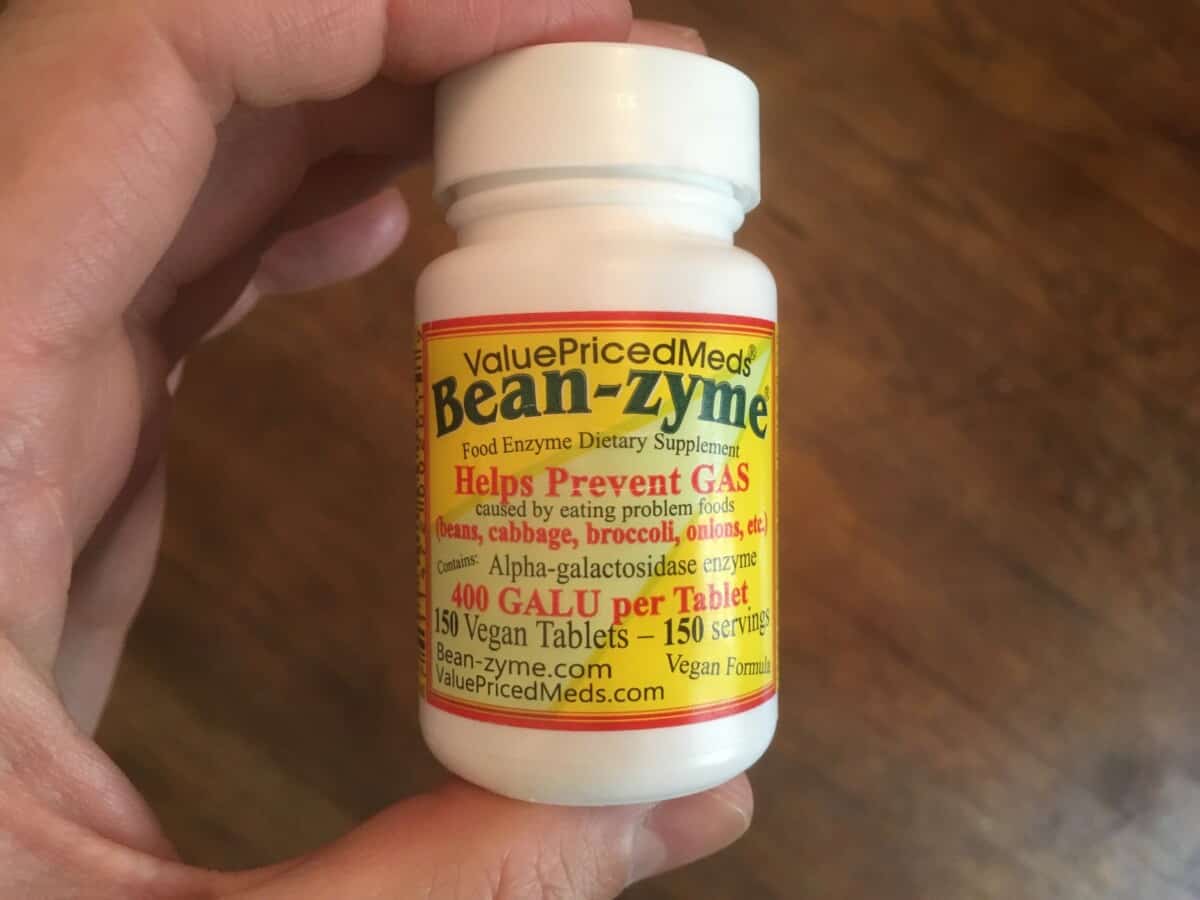 ValuePricedMeds®
Bean-zyme®
Food Enzyme Dietary Supplement
Helps Prevent GAS
caused by eating problem foods
(beans, cabbage, broccoli, onions, etc.)
Contains: Alpha-galactosidase enzyme
400 GALU per Tablet
150 Vegan Tablets – 150 servings
Bean-zyme.com Vegan Formula
ValuePricedMeds.com